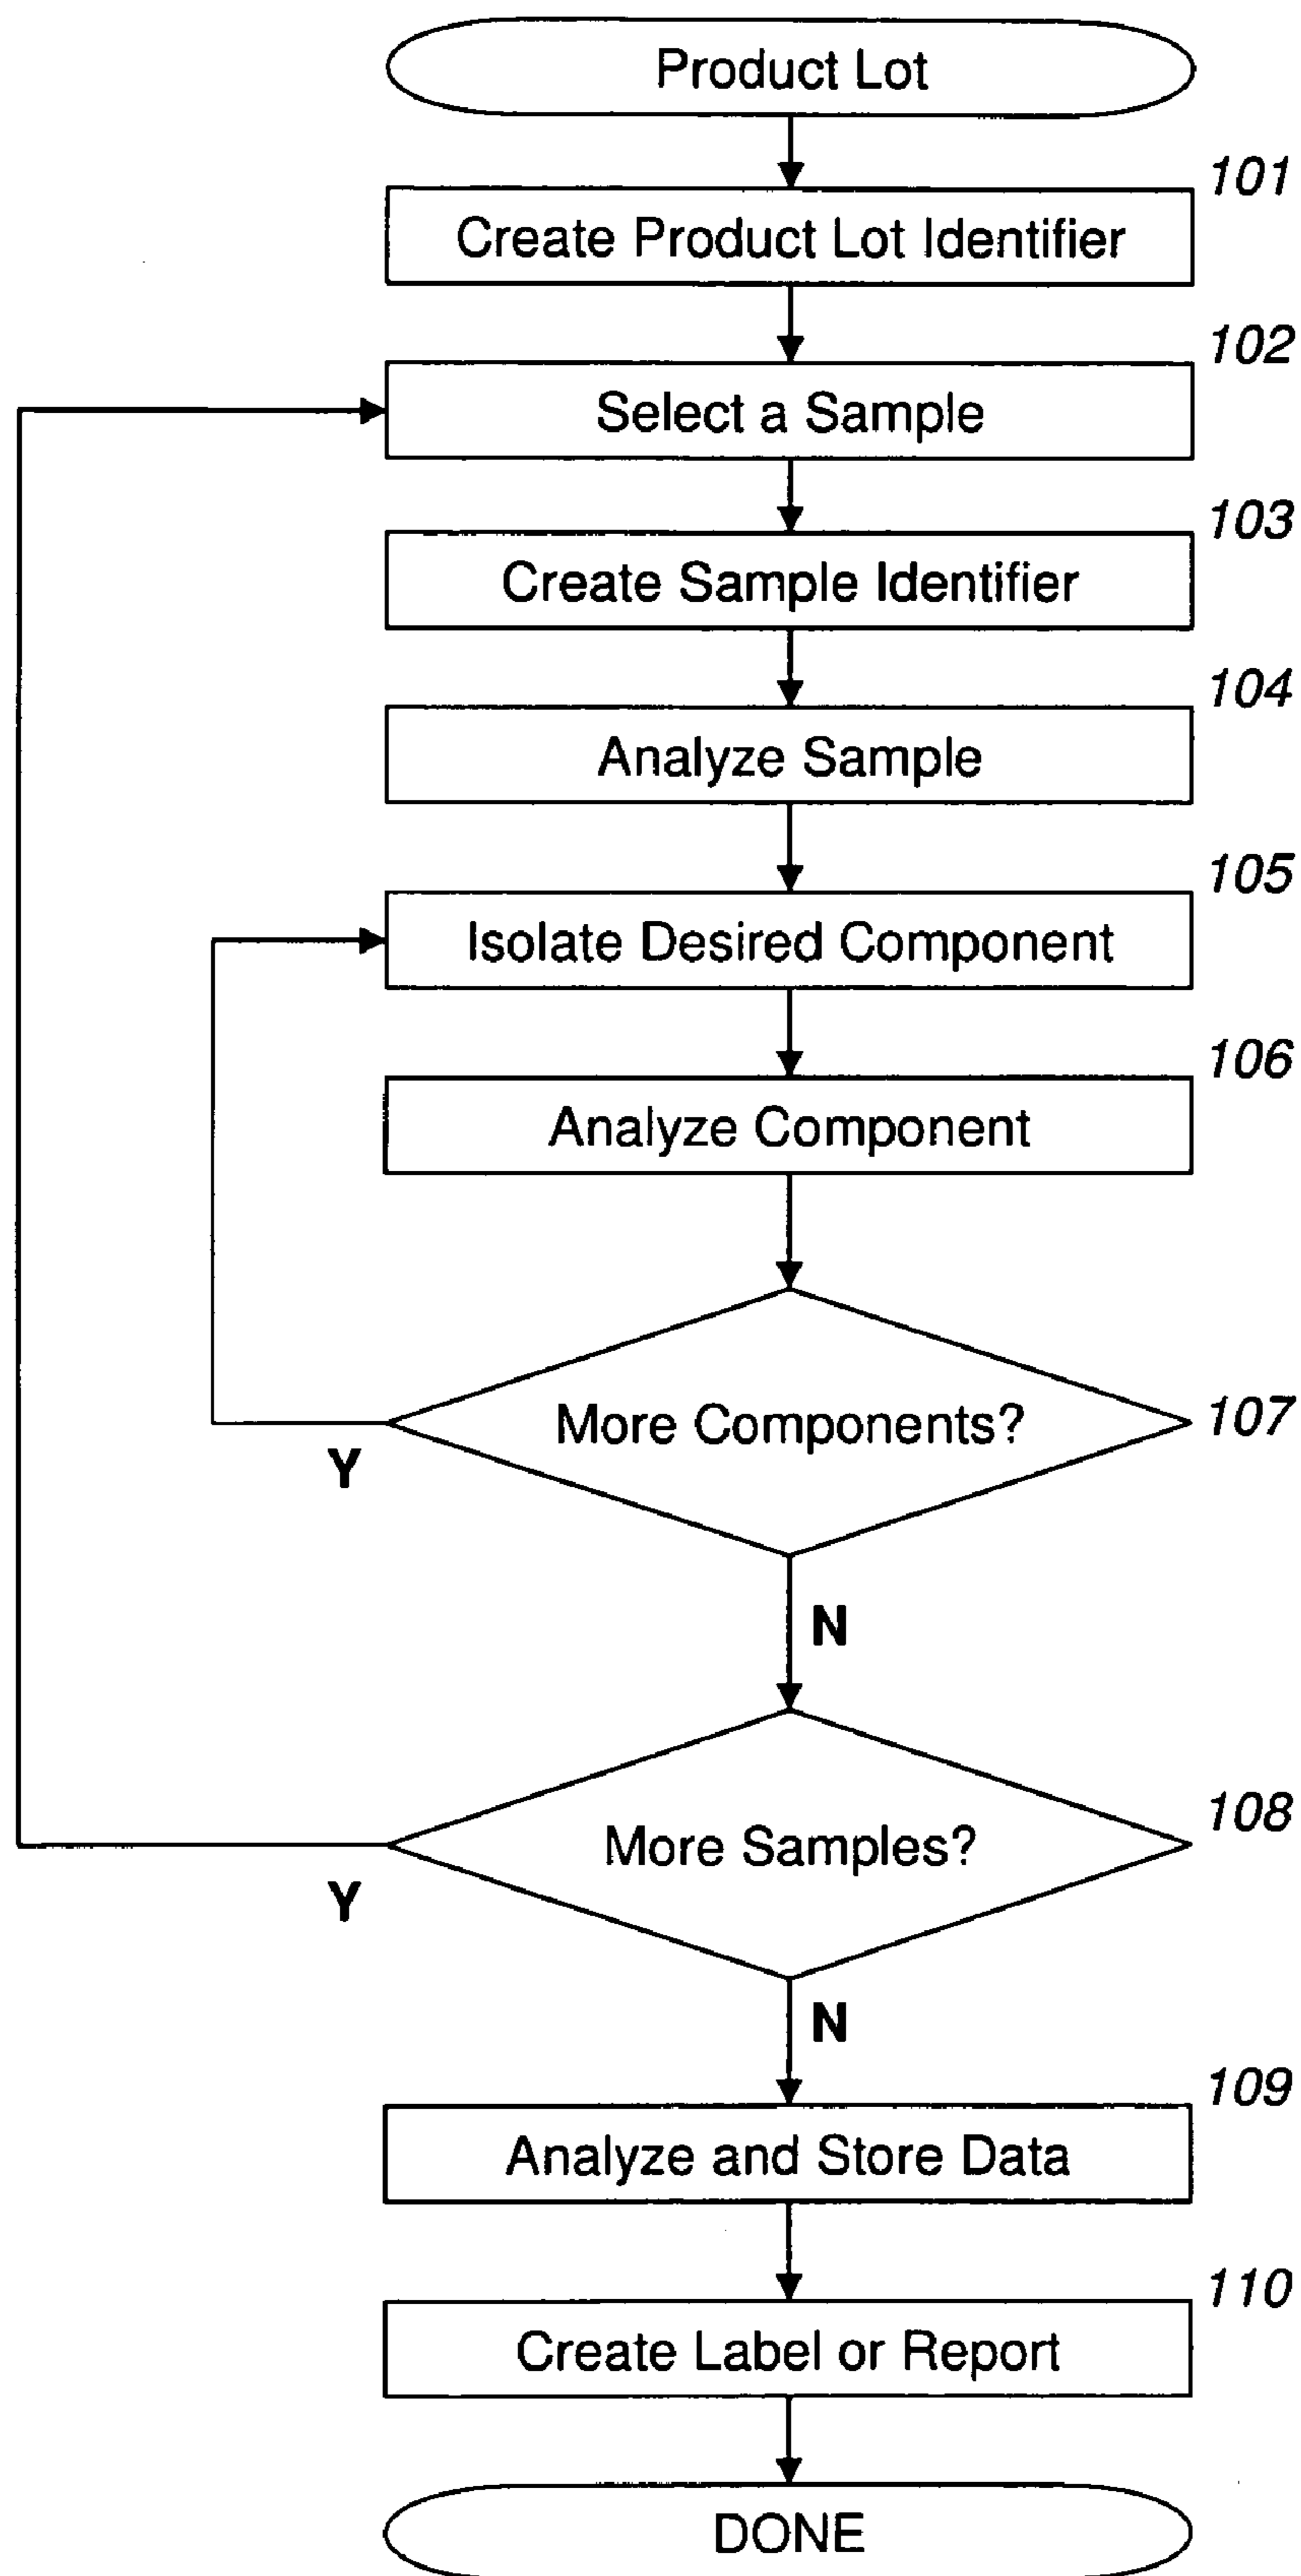 Product Lot
101
Create Product Lot Identifier
102
Select a Sample
103
Create Sample Identifier
104
Analyze Sample
105
Isolate Desired Component
106
Analyze Component
More Components?
107
Y
N
More Samples?
108
Y
N
109
Analyze and Store Data
110
Create Label or Report
DONE